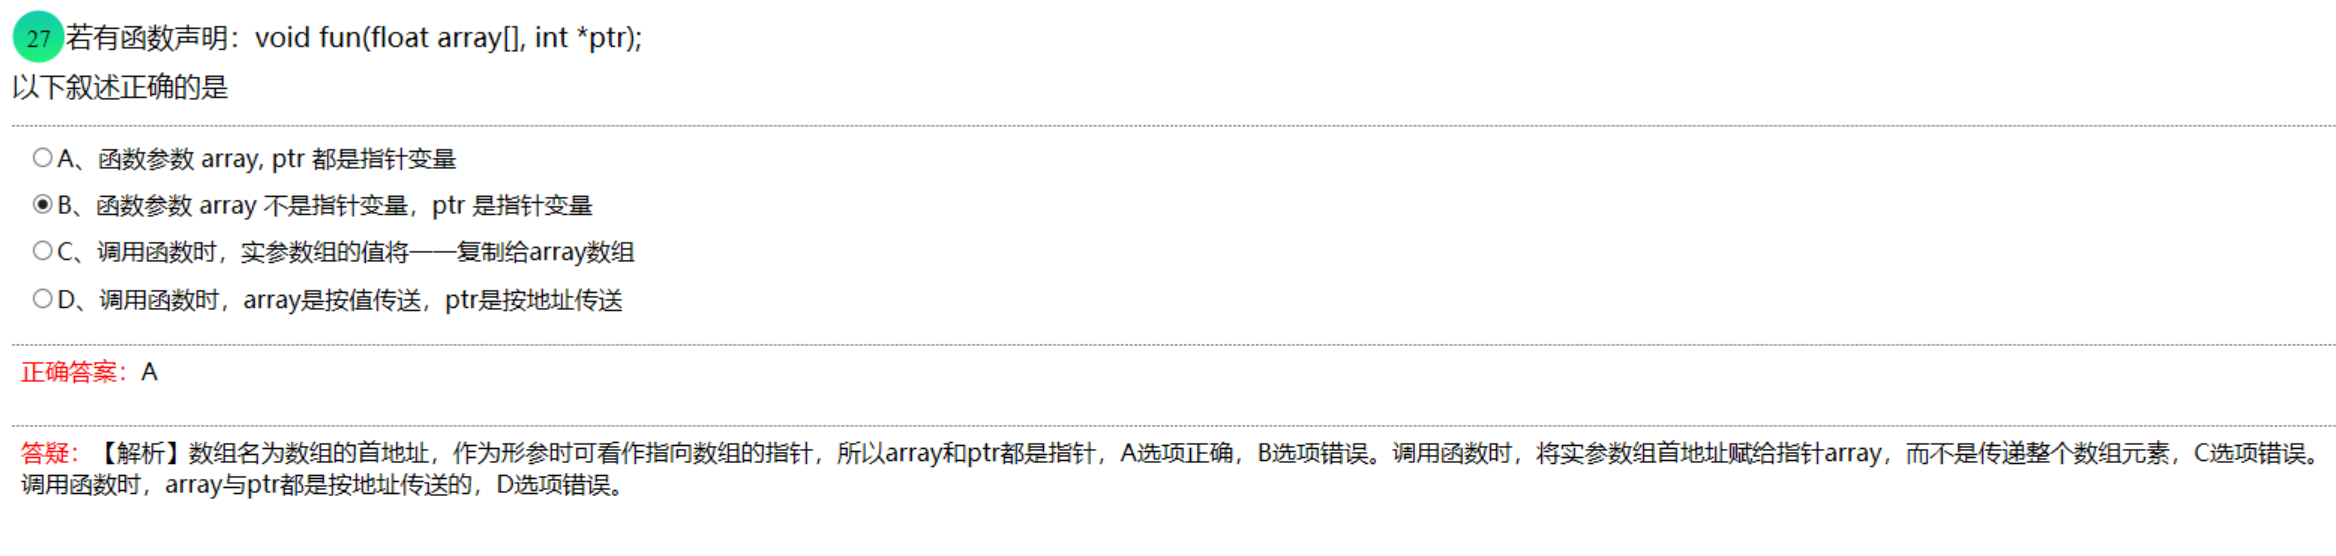 27 若有函数声明：void fun(float array[], int *ptr);
以下叙述正确的是
A、函数参数 array, ptr 都是指针变量
B、函数参数 array 不是指针变量，ptr 是指针变量
C、调用函数时，实参数组的值将一一复制给array数组
D、调用函数时，array是按值传送，ptr是按地址传送
正确答案：A
答疑：【解析】数组名为数组的首地址，作为形参时可看作指向数组的指针，所以array和ptr都是指针，A选项正确，B选项错误。调用函数时，将实参数组首地址赋给指针array，而不是传递整个数组元素，C选项错误。
调用函数时，array与ptr都是按地址传送的，D选项错误。